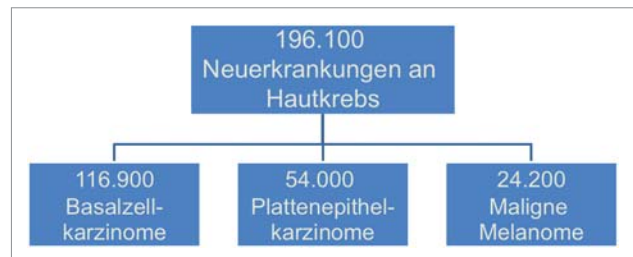 196.100
Neuerkrankungen an
Hautkrebs
116.900
Basalzell-
karzinome
54.000
Plattenepithel-
karzinome
24.200
Maligne
Melanome